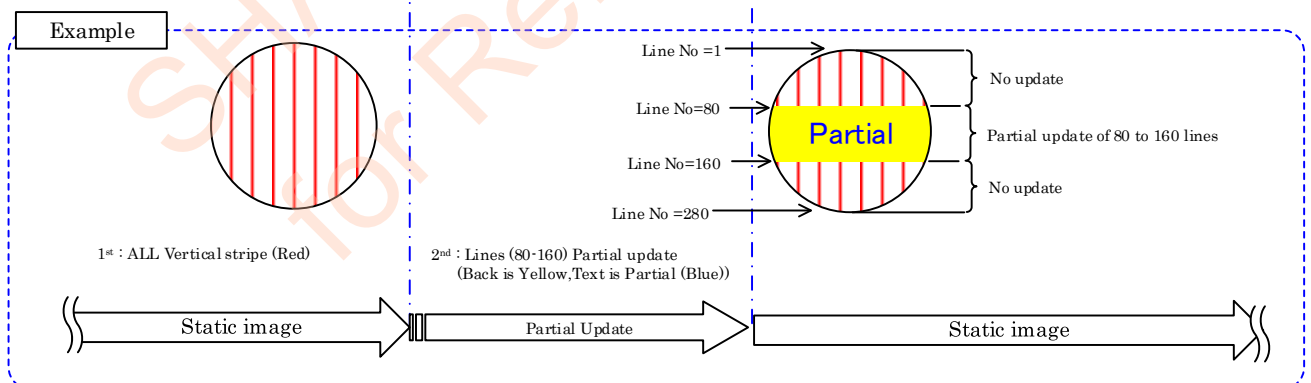 Example
Line No =1
No update
Line No=80
Partial
Partial update of 80 to 160 lines
Line No=160
No update
Line No =280
1st : ALL Vertical stripe (Red)
2nd : Lines (80-160) Partial update
(Back is Yellow,Text is Partial (Blue))
Static image
Partial Update
Static image